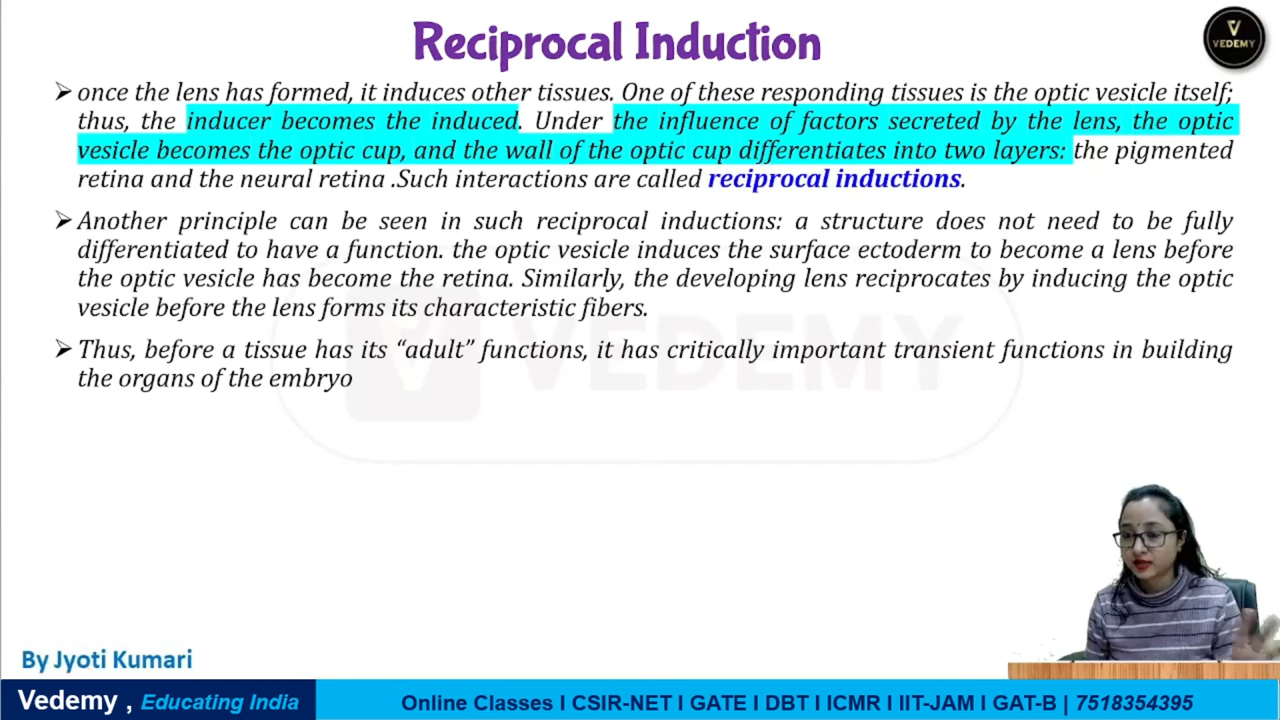 Reciprocal Induction
VEDEMY
➢ once the lens has formed, it induces other tissues. One of these responding tissues is the optic vesicle itself;
thus, the inducer becomes the induced. Under the influence of factors secreted by the lens, the optic
vesicle becomes the optic cup, and the wall of the optic cup differentiates into two layers: the pigmented
retina and the neural retina .Such interactions are called reciprocal inductions.
➢ Another principle can be seen in such reciprocal inductions: a structure does not need to be fully
differentiated to have a function. the optic vesicle induces the surface ectoderm to become a lens before
the optic vesicle has become the retina. Similarly, the developing lens reciprocates by inducing the optic
vesicle before the lens forms its characteristic fibers.
➢ Thus, before a tissue has its “adult” functions, it has critically important transient functions in building
the organs of the embryo
VEDEMY
By Jyoti Kumari
Vedemy , Educating India
Online Classes I CSIR-NET I GATE I DBT I ICMR I IIT-JAM I GAT-B | 7518354395